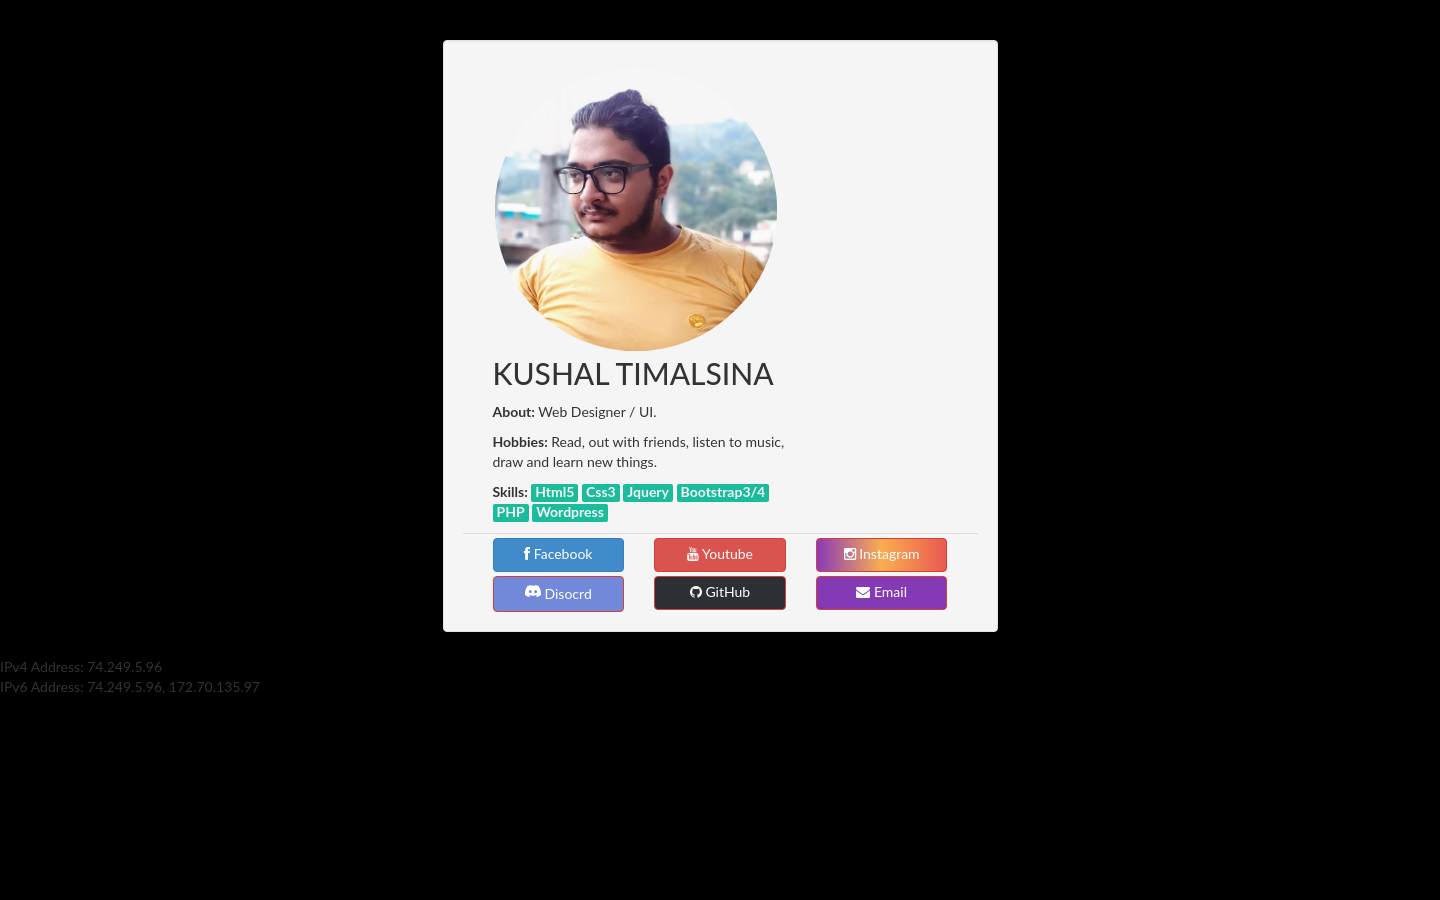 KUSHAL TIMALSINA
About: Web Designer / UI.
Hobbies: Read, out with friends, listen to music,
draw and learn new things.
Skills: Html5 Css3 Jquery Bootstrap3/4
PHP Wordpress
Facebook Youtube Instagram
Disocrd GitHub Email
IPv4 Address: 74.249.5.96
IPv6 Address: 74.249.5.96, 172.70.135.97